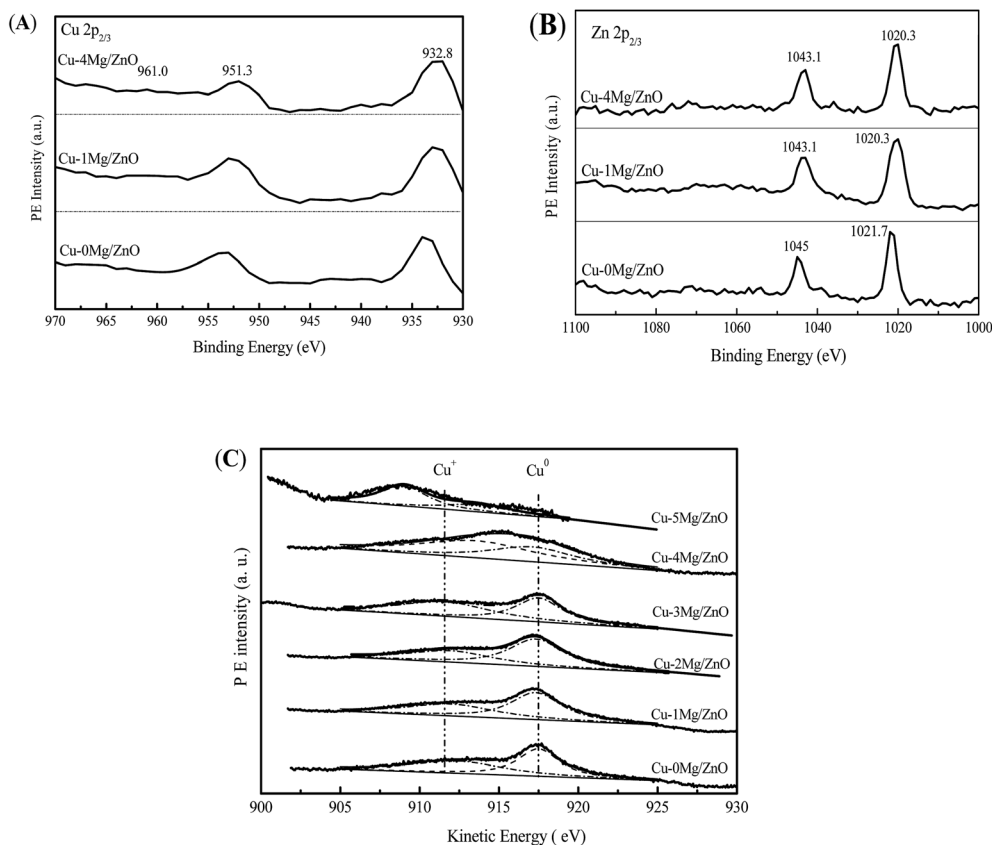 (A)
Cu 2p2/3
Cu-4Mg/ZnO
961.0
951.3
932.8
Cu-1Mg/ZnO
Cu-0Mg/ZnO
PE Intensity (a.u.)
970 965 960 955 950 945 940 935 930
Binding Energy (eV)
(B)
Zn 2p2/3
1043.1
1020.3
Cu-4Mg/ZnO
1043.1
1020.3
Cu-1Mg/ZnO
1045
1021.7
Cu-0Mg/ZnO
PE Intensity (a.u.)
1100 1080 1060 1040 1020 1000
Binding Energy (eV)
(C)
Cu+ Cu0
Cu-5Mg/ZnO
Cu-4Mg/ZnO
Cu-3Mg/ZnO
Cu-2Mg/ZnO
Cu-1Mg/ZnO
Cu-0Mg/ZnO
P E intensity (a. u.)
900 905 910 915 920 925 930
Kinetic Energy ( eV)